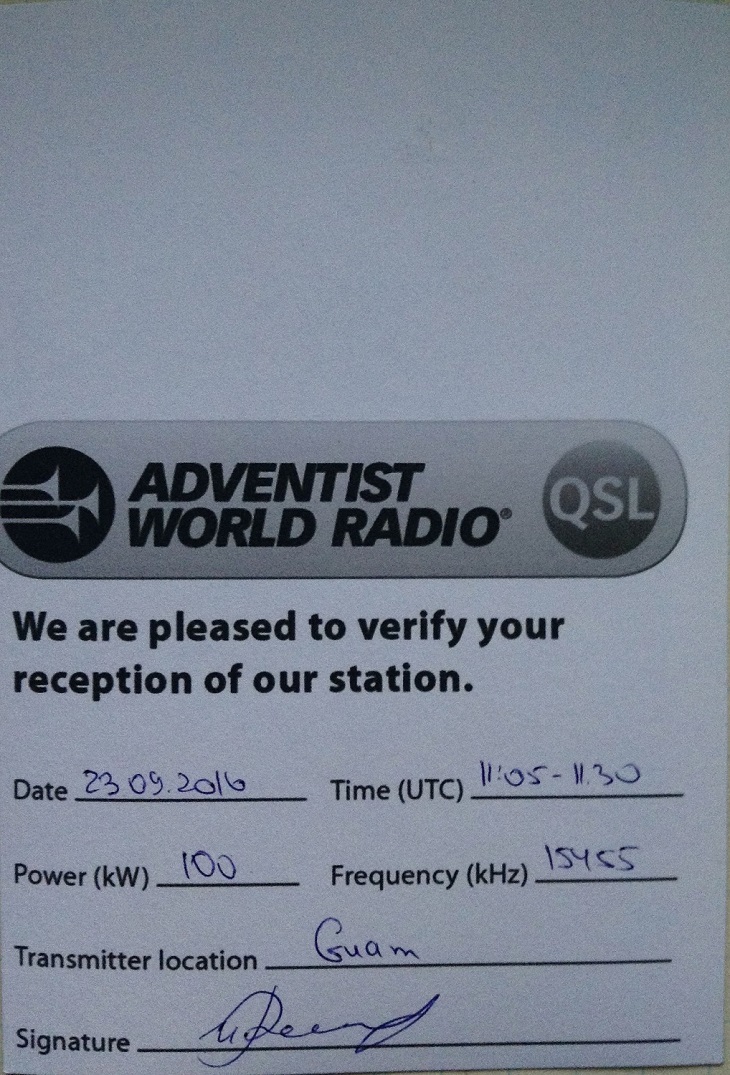 ADVENTIST
WORLD RADIO®
QSL
We are pleased to verify your
reception of our station.
Date 23 09.2016 Time (UTC) 11:05-11.30
Power (kW) 100 Frequency (kHz) 15455
Transmitter location Guam
Signature